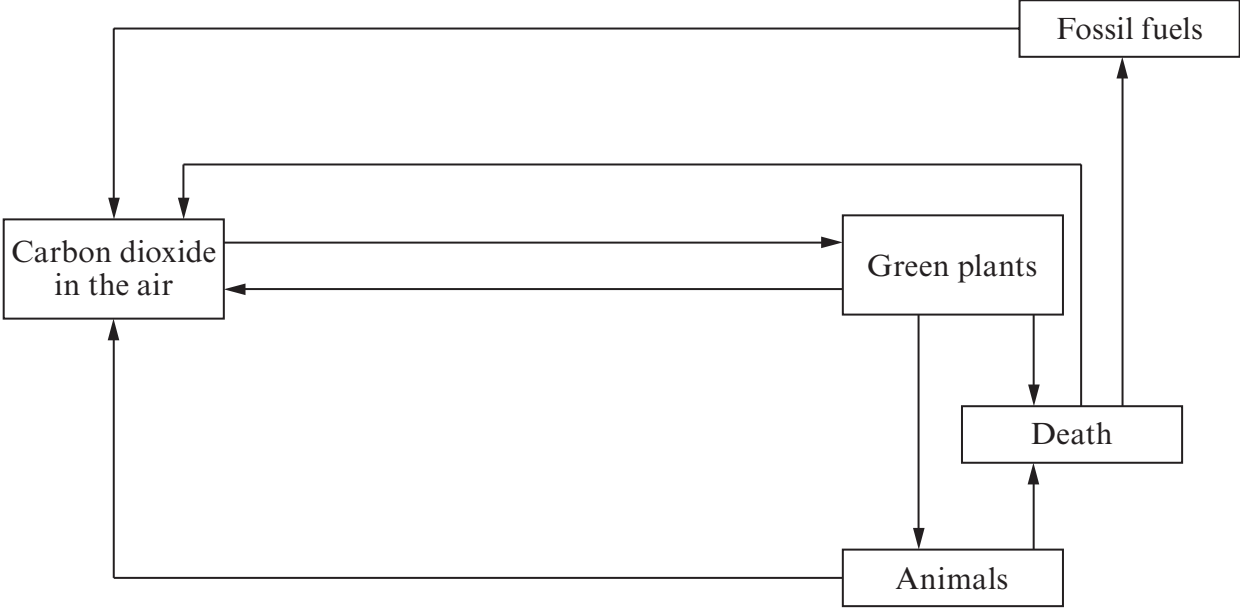 Fossil fuels
Carbon dioxide
in the air
Green plants
Death
Animals